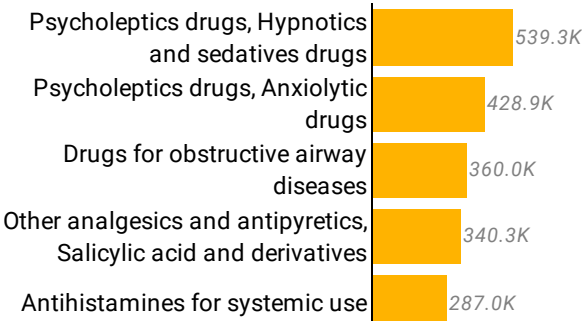 Psycholeptics drugs, Hypnotics
and sedatives drugs
539.3K
Psycholeptics drugs, Anxiolytic
drugs
428.9K
Drugs for obstructive airway
diseases
360.0K
Other analgesics and antipyretics,
Salicylic acid and derivatives
340.3K
Antihistamines for systemic use
287.0K